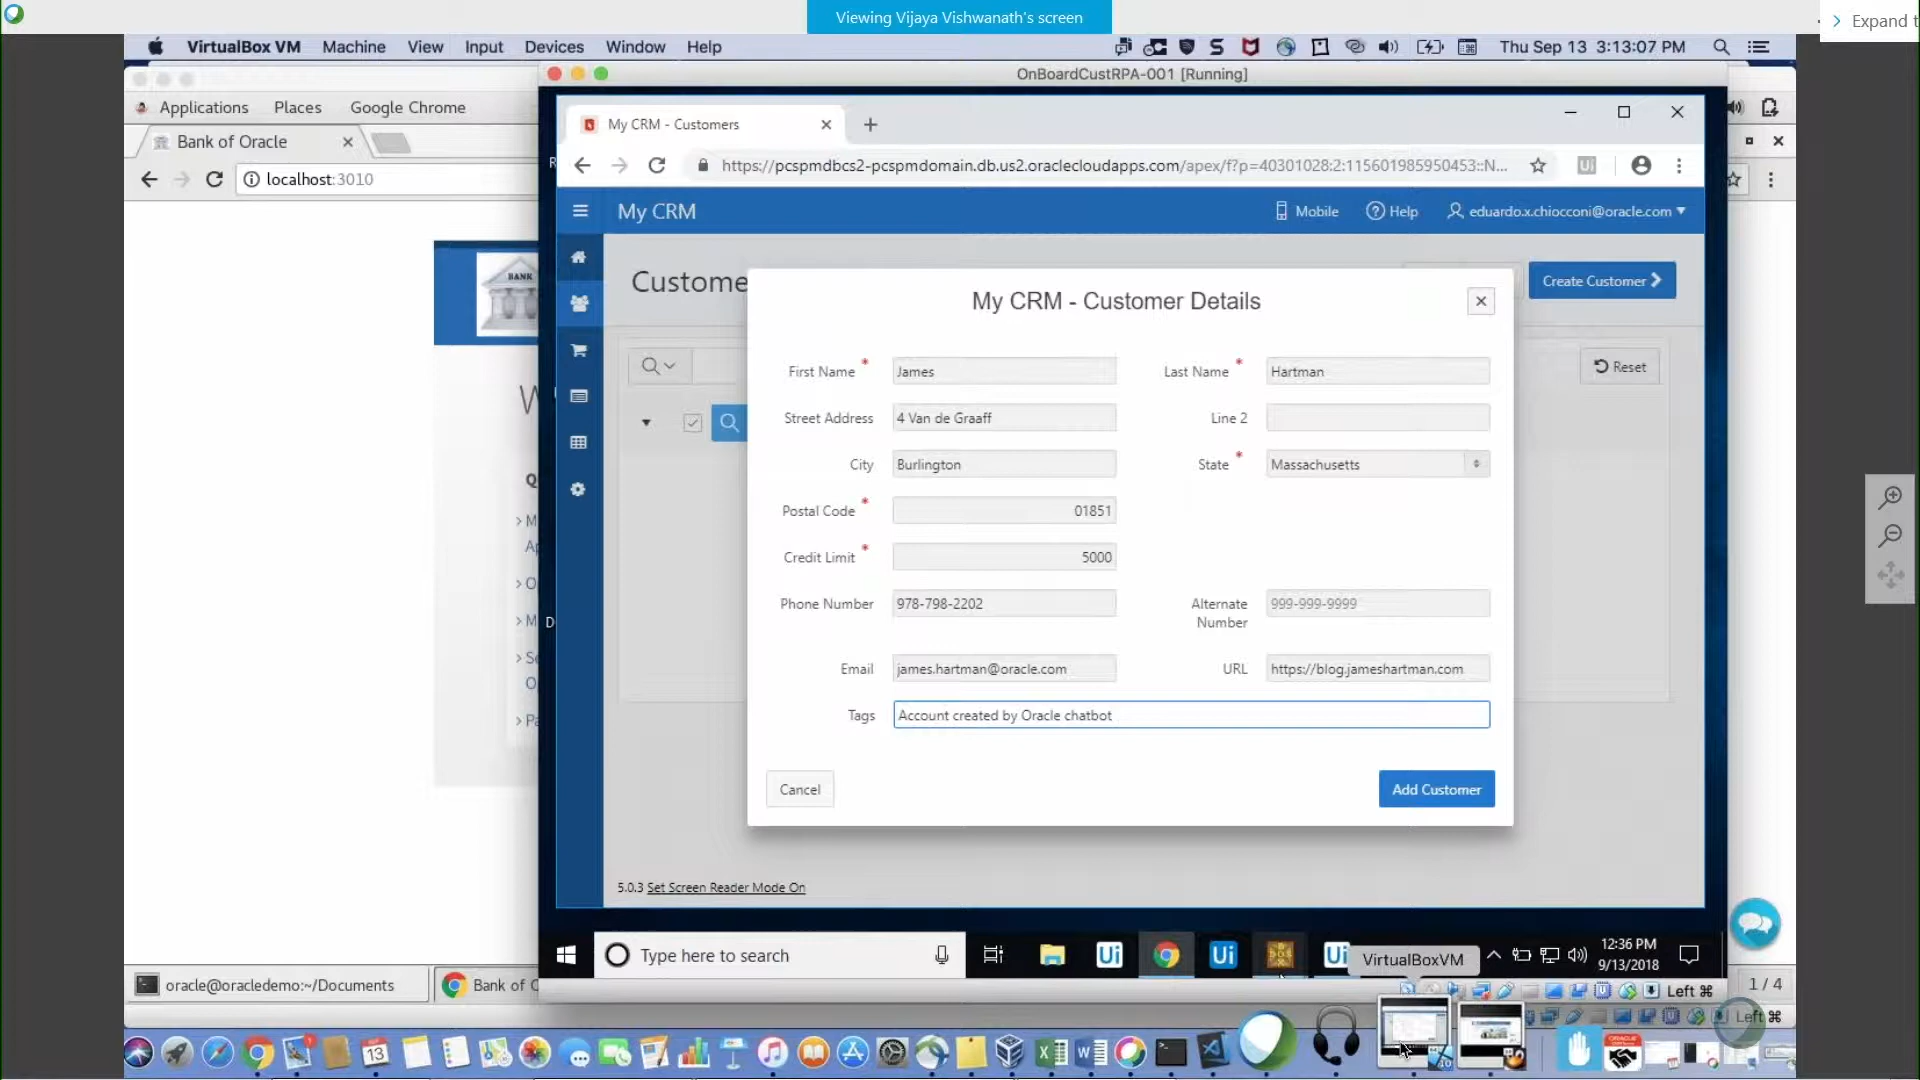 Viewing Vijaya Vishwanath's screen
Expand t
VirtualBox VM Machine View Input Devices Window Help
Thu Sep 13 3:13:07 PM
OnBoardCustRPA-001 [Running]
Applications Places Google Chrome
Bank of Oracle
localhost:3010
My CRM - Customers
https://pcspmdbcs2-pcspmdomain.db.us2.oraclecloudapps.com/apex/f?p=40301028:2:115601985950453::N...
My CRM
Mobile
Help
eduardo.x.chiocconi@oracle.com
BANK
Custome
Create Customer
Reset
My CRM - Customer Details
First Name * James
Last Name * Hartman
Street Address 4 Van de Graaff
Line 2
City Burlington
State * Massachusetts
Postal Code * 01851
Credit Limit * 5000
Phone Number 978-798-2202
Alternate Number 999-999-9999
Email james.hartman@oracle.com
URL https://blog.jameshartman.com
Tags Account created by Oracle chatbot
Cancel
Add Customer
5.0.3 Set Screen Reader Mode On
Type here to search
Ui
Ui
Ui
VirtualBoxVM
12:36 PM
9/13/2018
Left ⌘
oracle@oracledemo:~/Documents
Bank of O
1 / 4
Left ⌘
13